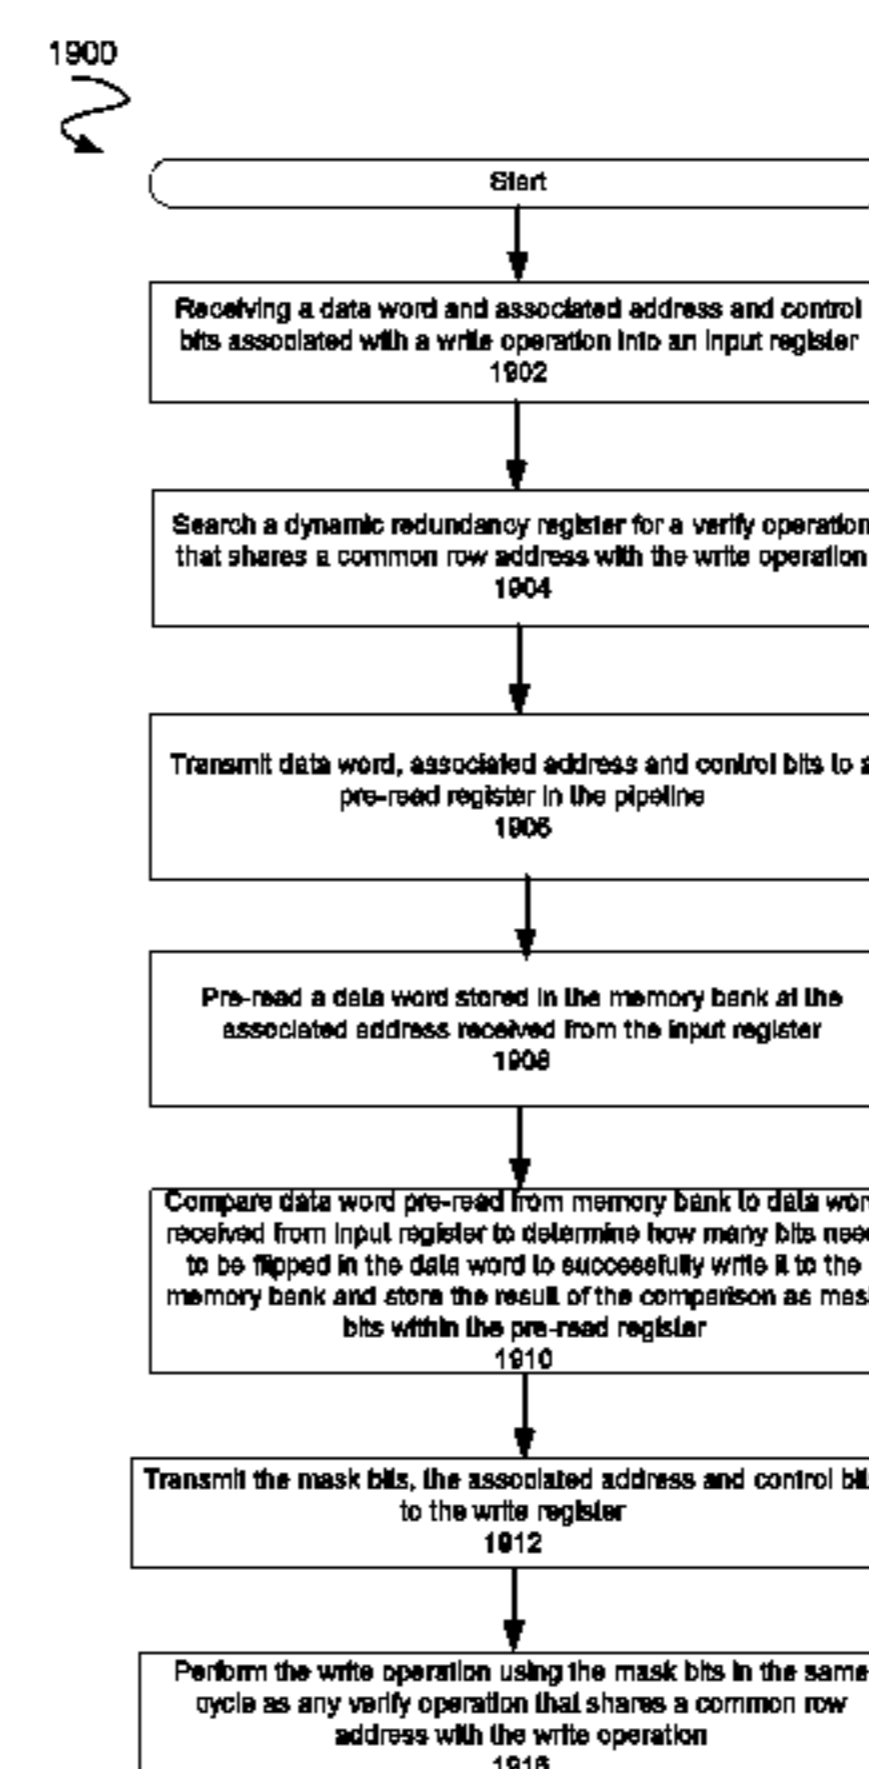 1900
Start
Receiving a data word and associated address and control
bits associated with a write operation into an input register
1902
Search a dynamic redundancy register for a verify operation
that shares a common row address with the write operation
1904
Transmit data word, associated address and control bits to a
pre-read register in the pipeline
1906
Pre-read a data word stored in the memory bank at the
associated address received from the input register
1908
Compare data word pre-read from memory bank to data wor
received from input register to determine how many bits nee
to be flipped in the data word to successfully write it to the
memory bank and store the result of the comparison as mas
bits within the pre-read register
1910
Transmit the mask bits, the associated address and control bit
to the write register
1912
Perform the write operation using the mask bits in the same
cycle as any verify operation that shares a common row
address with the write operation
1916